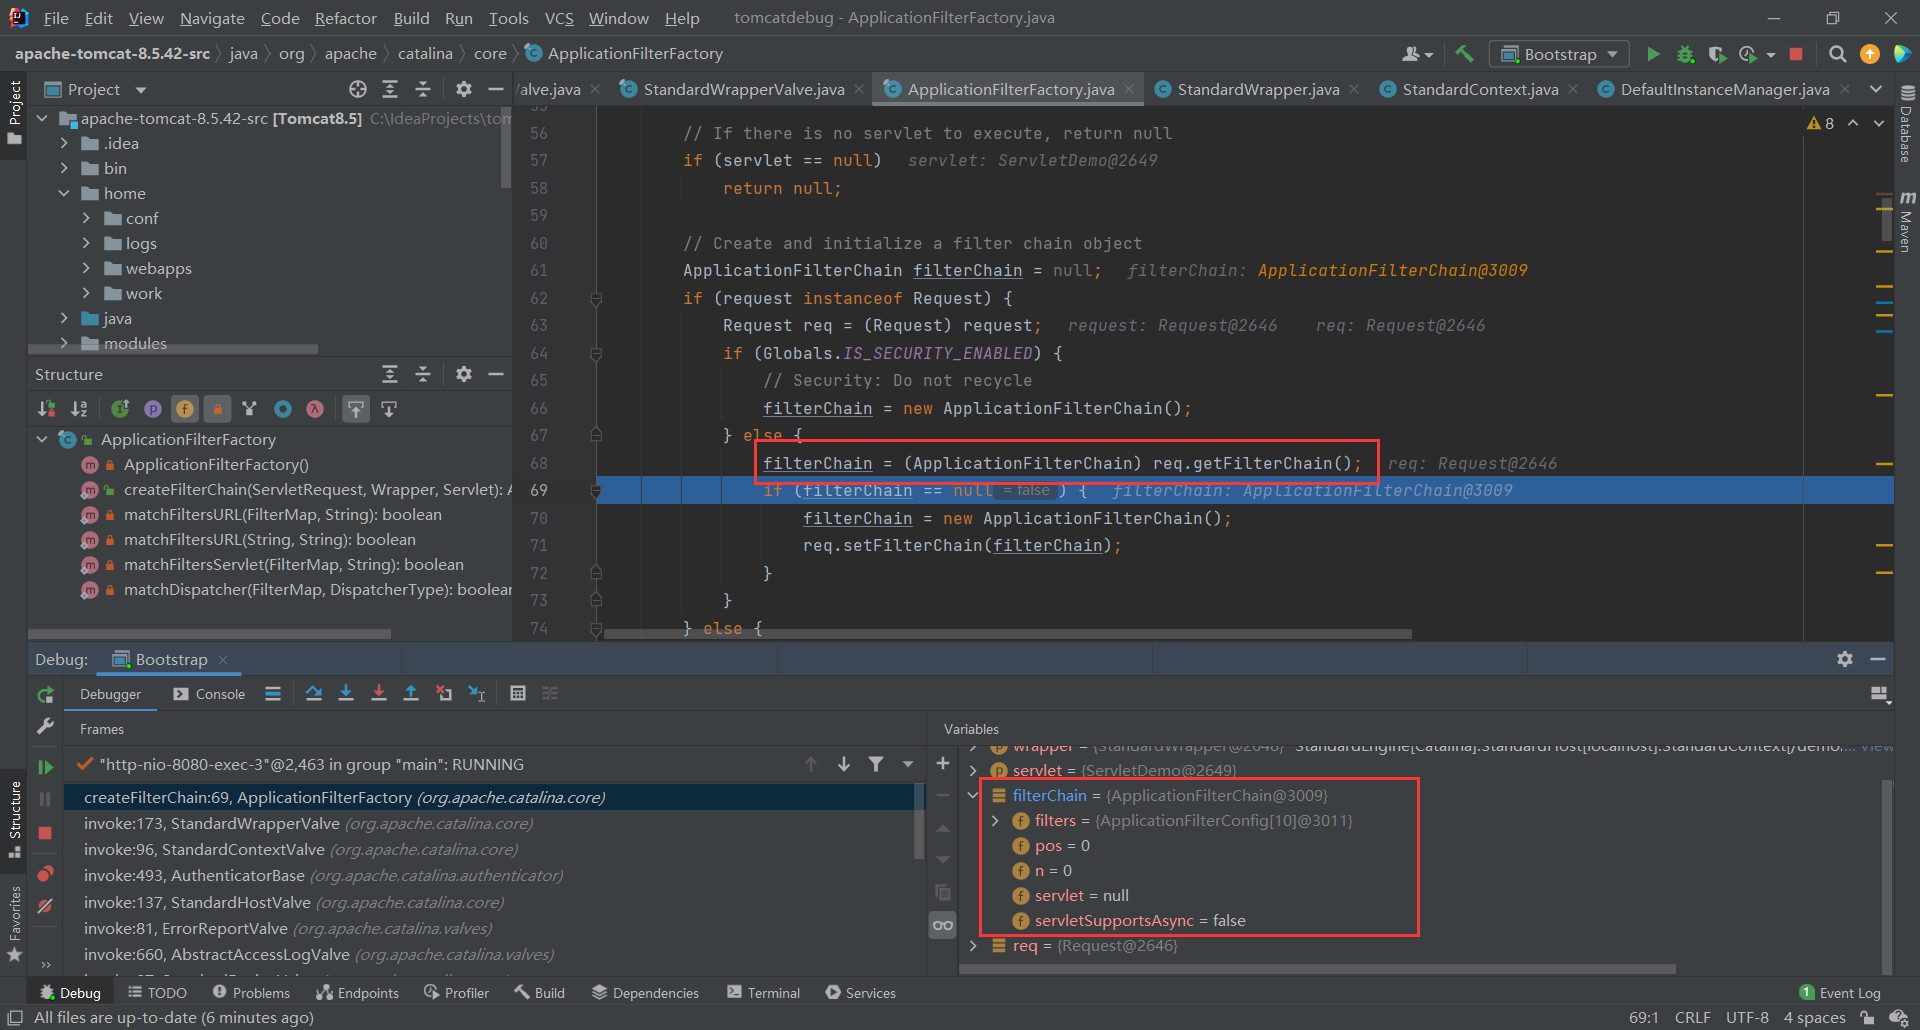 File Edit View Navigate Code Refactor Build Run Tools VCS Window Help tomcatdebug - ApplicationFilterFactory.java
apache-tomcat-8.5.42-src java org apache catalina core ApplicationFilterFactory
Bootstrap
Project
Project
alve.java StandardWrapperValve.java ApplicationFilterFactory.java StandardWrapper.java StandardContext.java DefaultInstanceManager.java
apache-tomcat-8.5.42-src [Tomcat8.5] C:\IdeaProjects\tom
.idea
bin
home
conf
logs
webapps
work
java
modules
8
Database
Maven
56 // If there is no servlet to execute, return null
57 if (servlet == null) servlet: ServletDemo@2649
58 return null;
59
60 // Create and initialize a filter chain object
61 ApplicationFilterChain filterChain = null; filterChain: ApplicationFilterChain@3009
62 if (request instanceof Request) {
63 Request req = (Request) request; request: Request@2646 req: Request@2646
64 if (Globals.IS_SECURITY_ENABLED) {
65 // Security: Do not recycle
66 filterChain = new ApplicationFilterChain();
67 } else {
68 filterChain = (ApplicationFilterChain) req.getFilterChain(); req: Request@2646
69 if (filterChain == null = false ) { filterChain: ApplicationFilterChain@3009
70 filterChain = new ApplicationFilterChain();
71 req.setFilterChain(filterChain);
72 }
73 }
74 } else {
Structure
ApplicationFilterFactory
ApplicationFilterFactory()
createFilterChain(ServletRequest, Wrapper, Servlet): A
matchFiltersURL(FilterMap, String): boolean
matchFiltersURL(String, String): boolean
matchFiltersServlet(FilterMap, String): boolean
matchDispatcher(FilterMap, DispatcherType): boolean
Debug: Bootstrap
Debugger Console
Frames
"http-nio-8080-exec-3"@2,463 in group "main": RUNNING
createFilterChain:69, ApplicationFilterFactory (org.apache.catalina.core)
invoke:173, StandardWrapperValve (org.apache.catalina.core)
invoke:96, StandardContextValve (org.apache.catalina.core)
invoke:493, AuthenticatorBase (org.apache.catalina.authenticator)
invoke:137, StandardHostValve (org.apache.catalina.core)
invoke:81, ErrorReportValve (org.apache.catalina.valves)
invoke:660, AbstractAccessLogValve (org.apache.catalina.valves)
Variables
wrapper = {StandardWrapper@2648} "StandardEngine[Catalina].StandardHost[localhost].StandardContext[/demo... View
servlet = {ServletDemo@2649}
filterChain = {ApplicationFilterChain@3009}
filters = {ApplicationFilterConfig[10]@3011}
pos = 0
n = 0
servlet = null
servletSupportsAsync = false
req = {Request@2646}
Structure
Favorites
Debug TODO Problems Endpoints Profiler Build Dependencies Terminal Services 1 Event Log
All files are up-to-date (6 minutes ago) 69:1 CRLF UTF-8 4 spaces